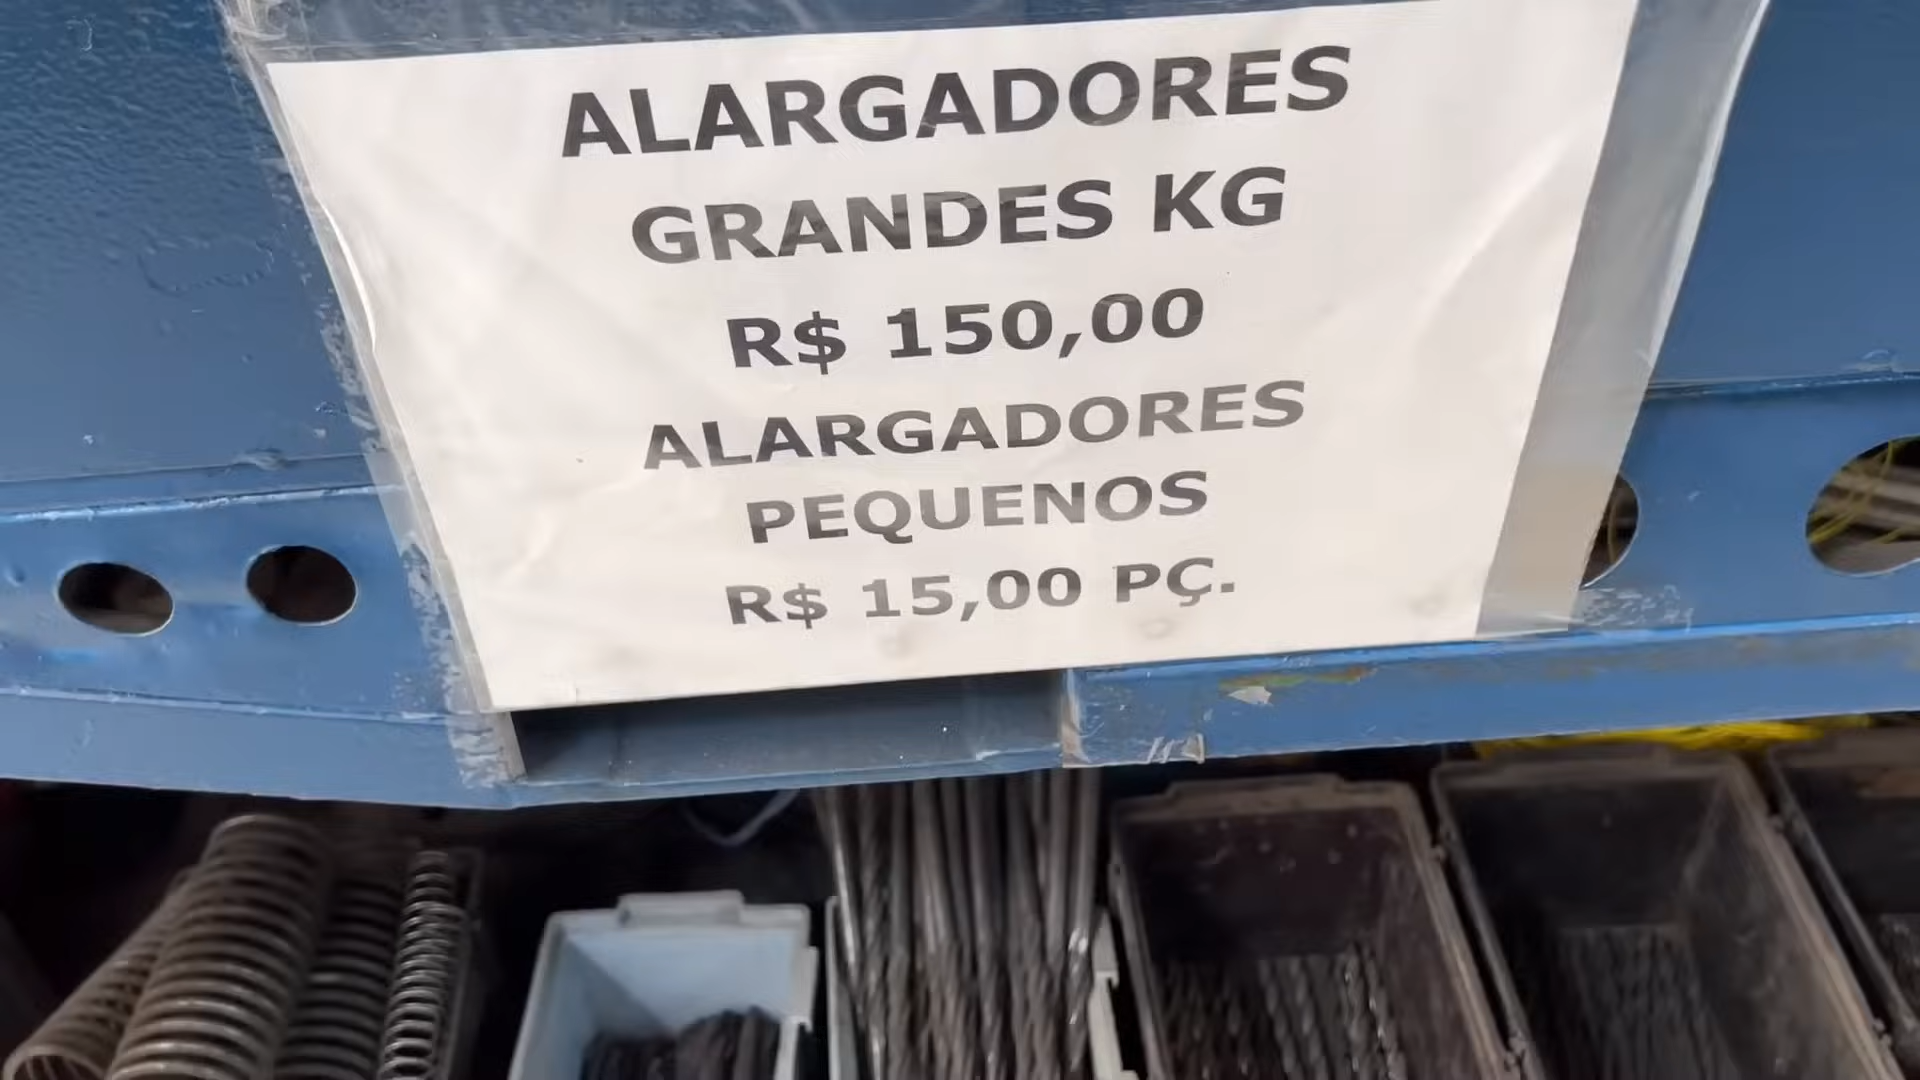 ALARGADORES
GRANDES KG
R$ 150,00
ALARGADORES
PEQUENOS
R$ 15,00 PÇ.